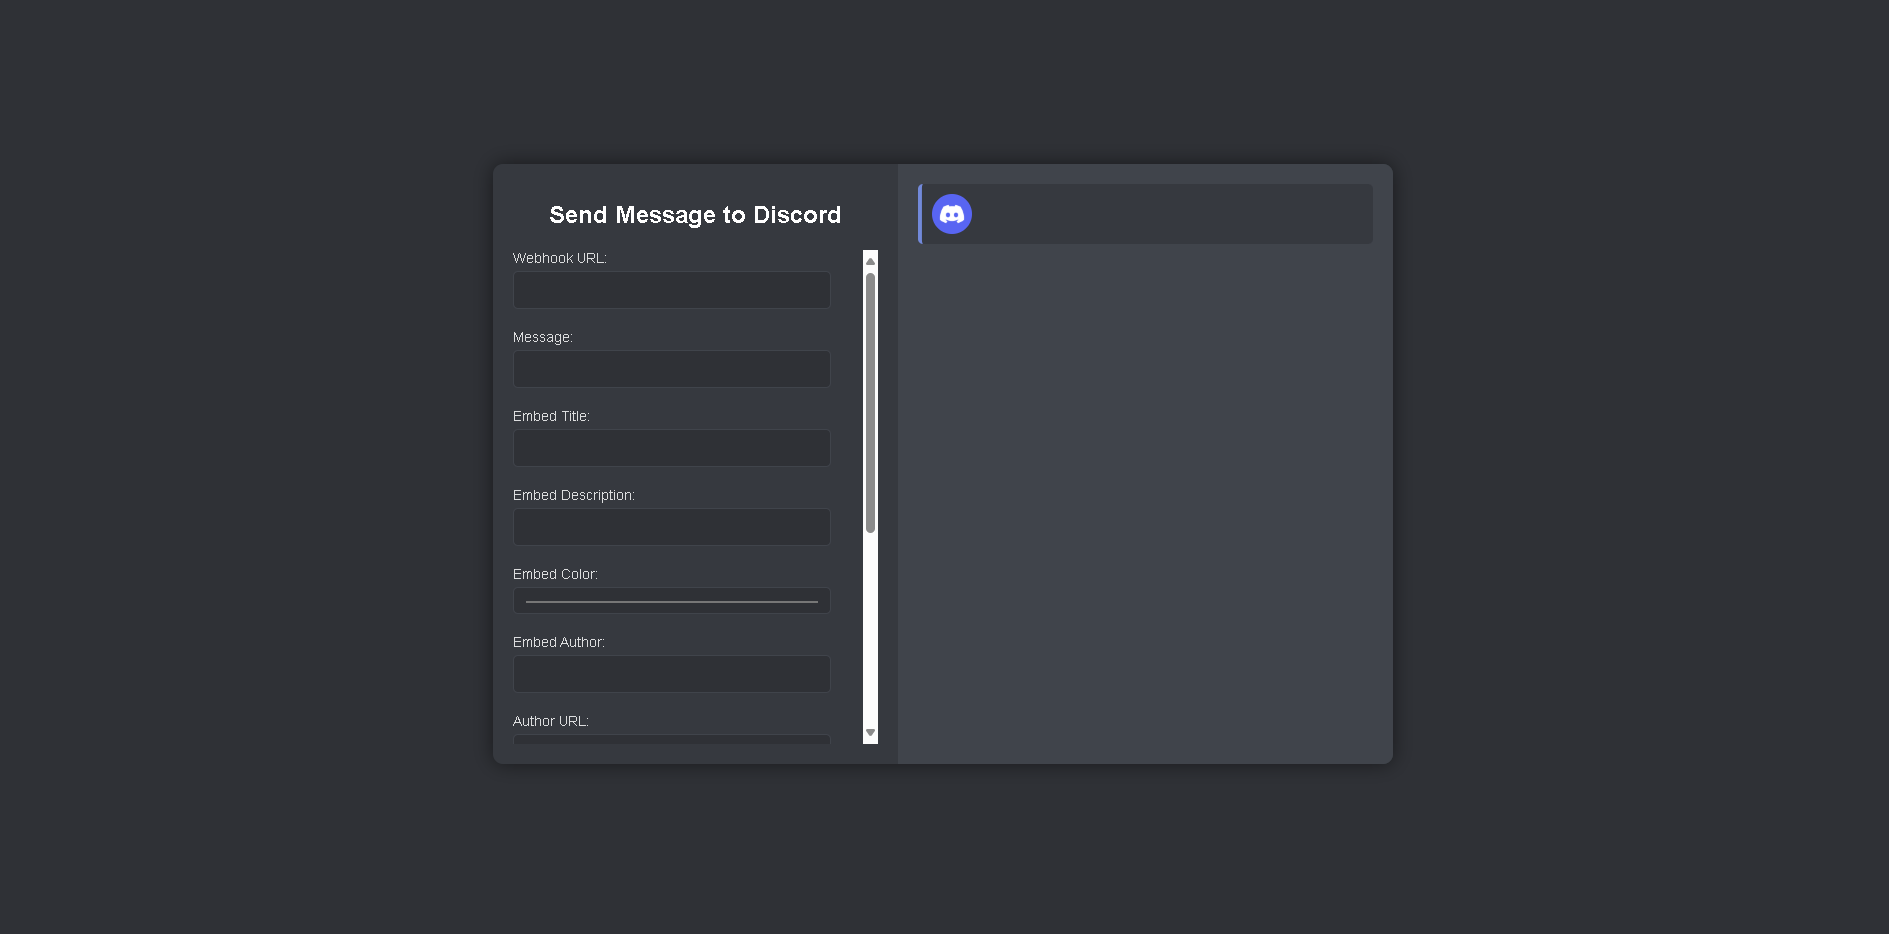 Send Message to Discord
Webhook URL:
Message:
Embed Title:
Embed Description:
Embed Color:
Embed Author:
Author URL: